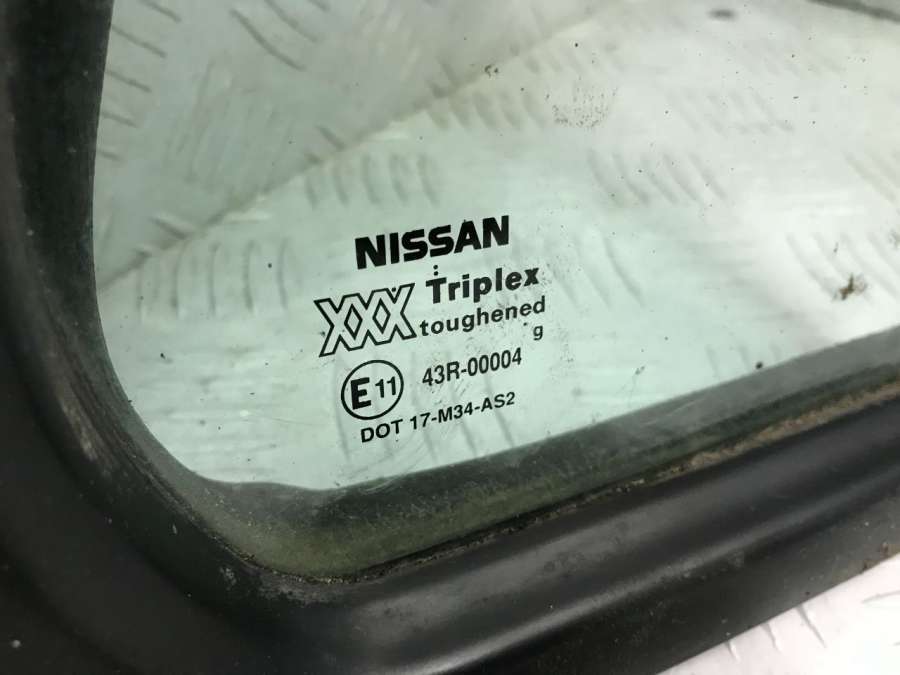 NISSAN
XXX Triplex
toughened
g
E11 43R-00004
DOT 17-M34-AS2